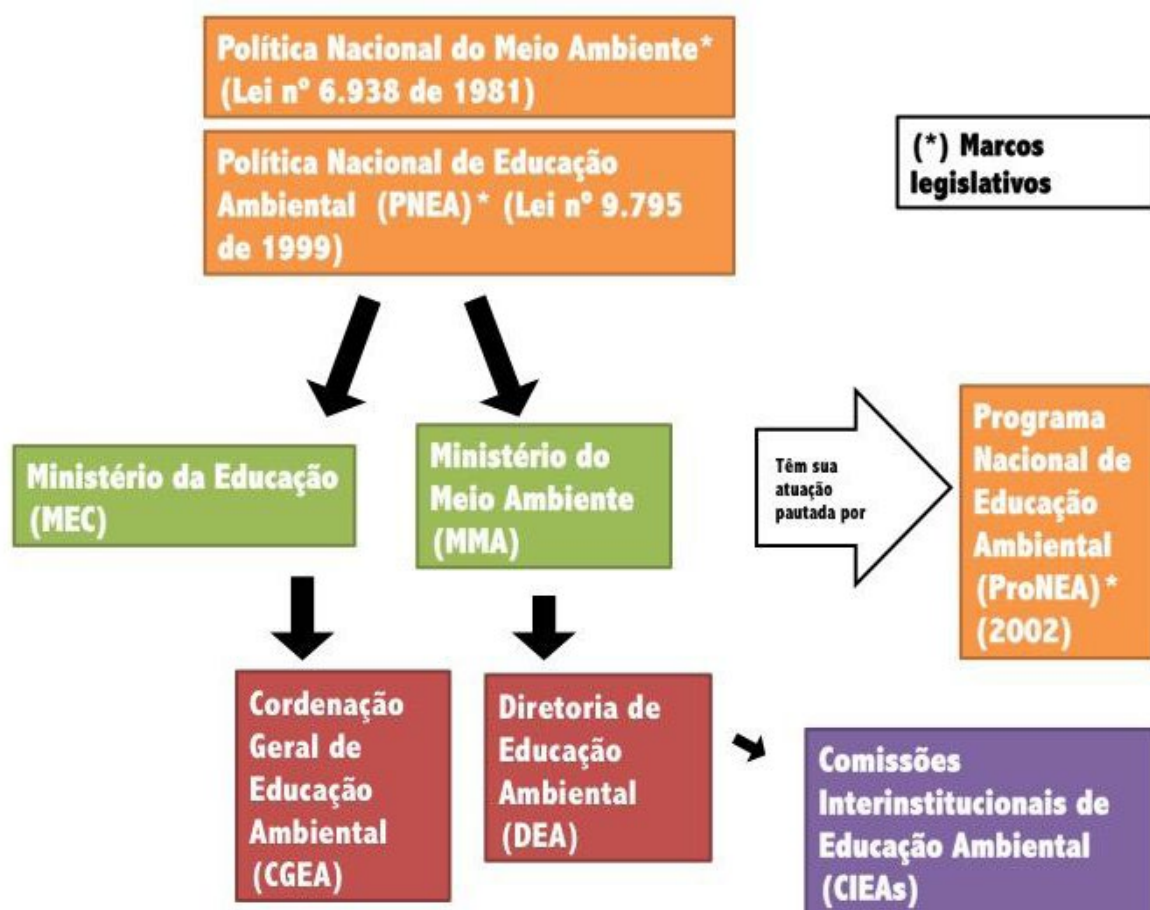 Política Nacional do Meio Ambiente*
(Lei nº 6.938 de 1981)
Política Nacional de Educação
Ambiental (PNEA)* (Lei nº 9.795
de 1999)
(*) Marcos
legislativos
Ministério da Educação
(MEC)
Ministério do
Meio Ambiente
(MMA)
Têm sua
atuação
pautada por
Programa
Nacional de
Educação
Ambiental
(ProNEA)*
(2002)
Cordenação
Geral de
Educação
Ambiental
(CGEA)
Diretoria de
Educação
Ambiental
(DEA)
Comissões
Interinstitucionais de
Educação Ambiental
(CIEAs)